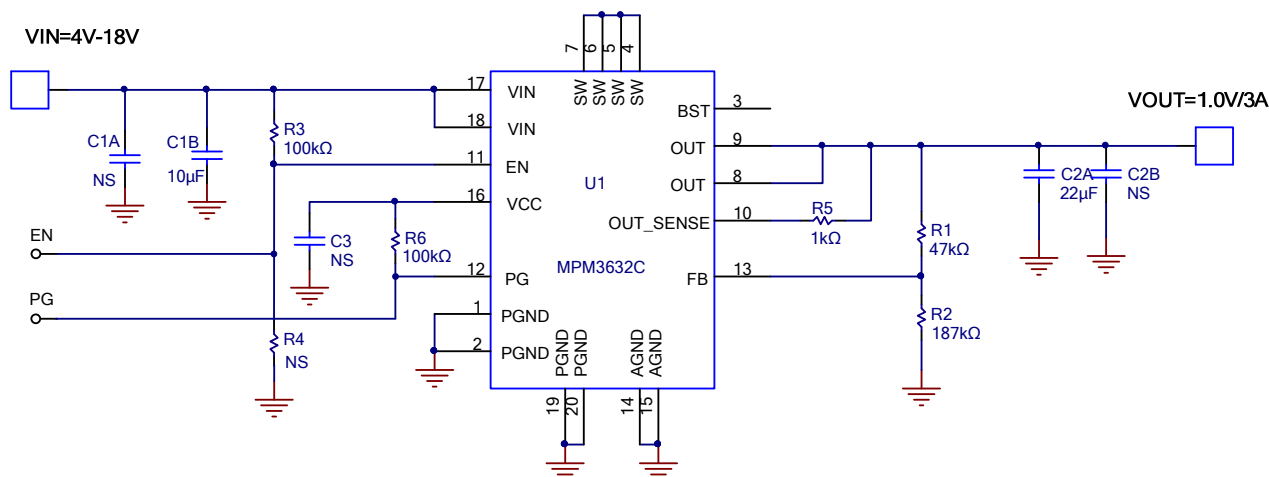 VIN=4V-18V
VOUT=1.0V/3A
7
6
5
4
SW
SW
SW
SW
17
VIN
18
VIN
11
EN
16
VCC
12
PG
1
PGND
2
PGND
BST
3
OUT
9
OUT
8
OUT_SENSE
10
FB
13
U1
MPM3632C
PGND
PGND
AGND
AGND
19
20
14
15
C1A
NS
C1B
10µF
R3
100kΩ
C3
NS
R6
100kΩ
EN
PG
R4
NS
R5
1kΩ
R1
47kΩ
R2
187kΩ
C2A
22µF
C2B
NS